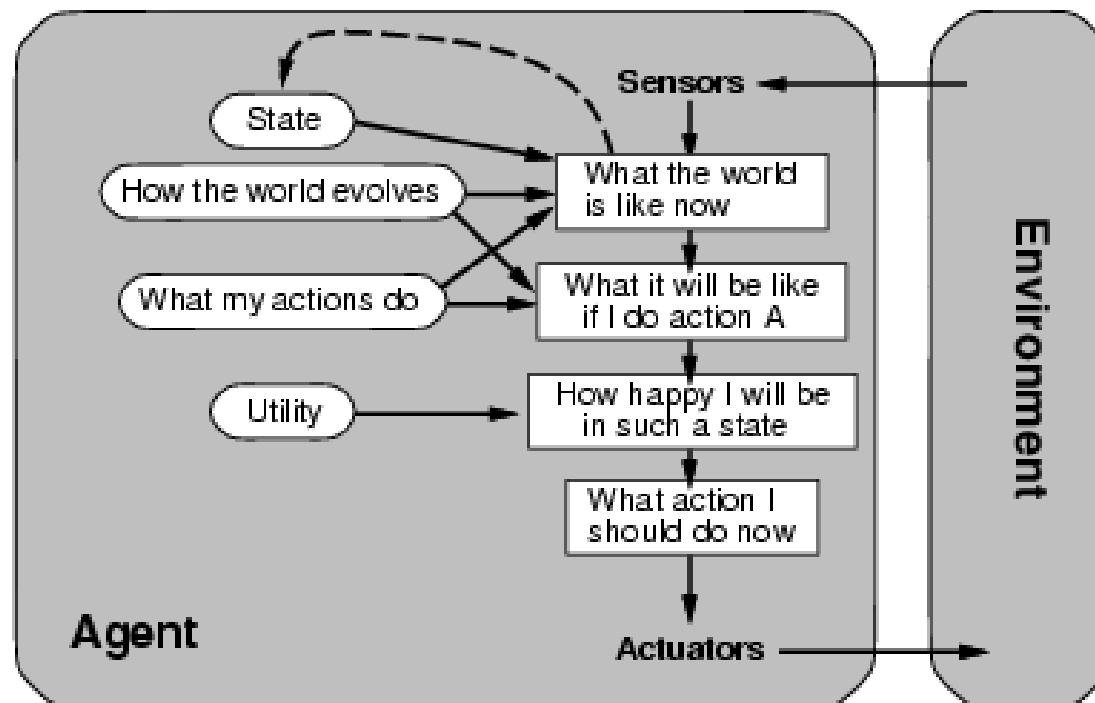 Sensors
State
What the world
is like now
How the world evolves
What it will be like
if I do action A
What my actions do
How happy I will be
in such a state
Utility
What action I
should do now
Agent
Actuators
Environment